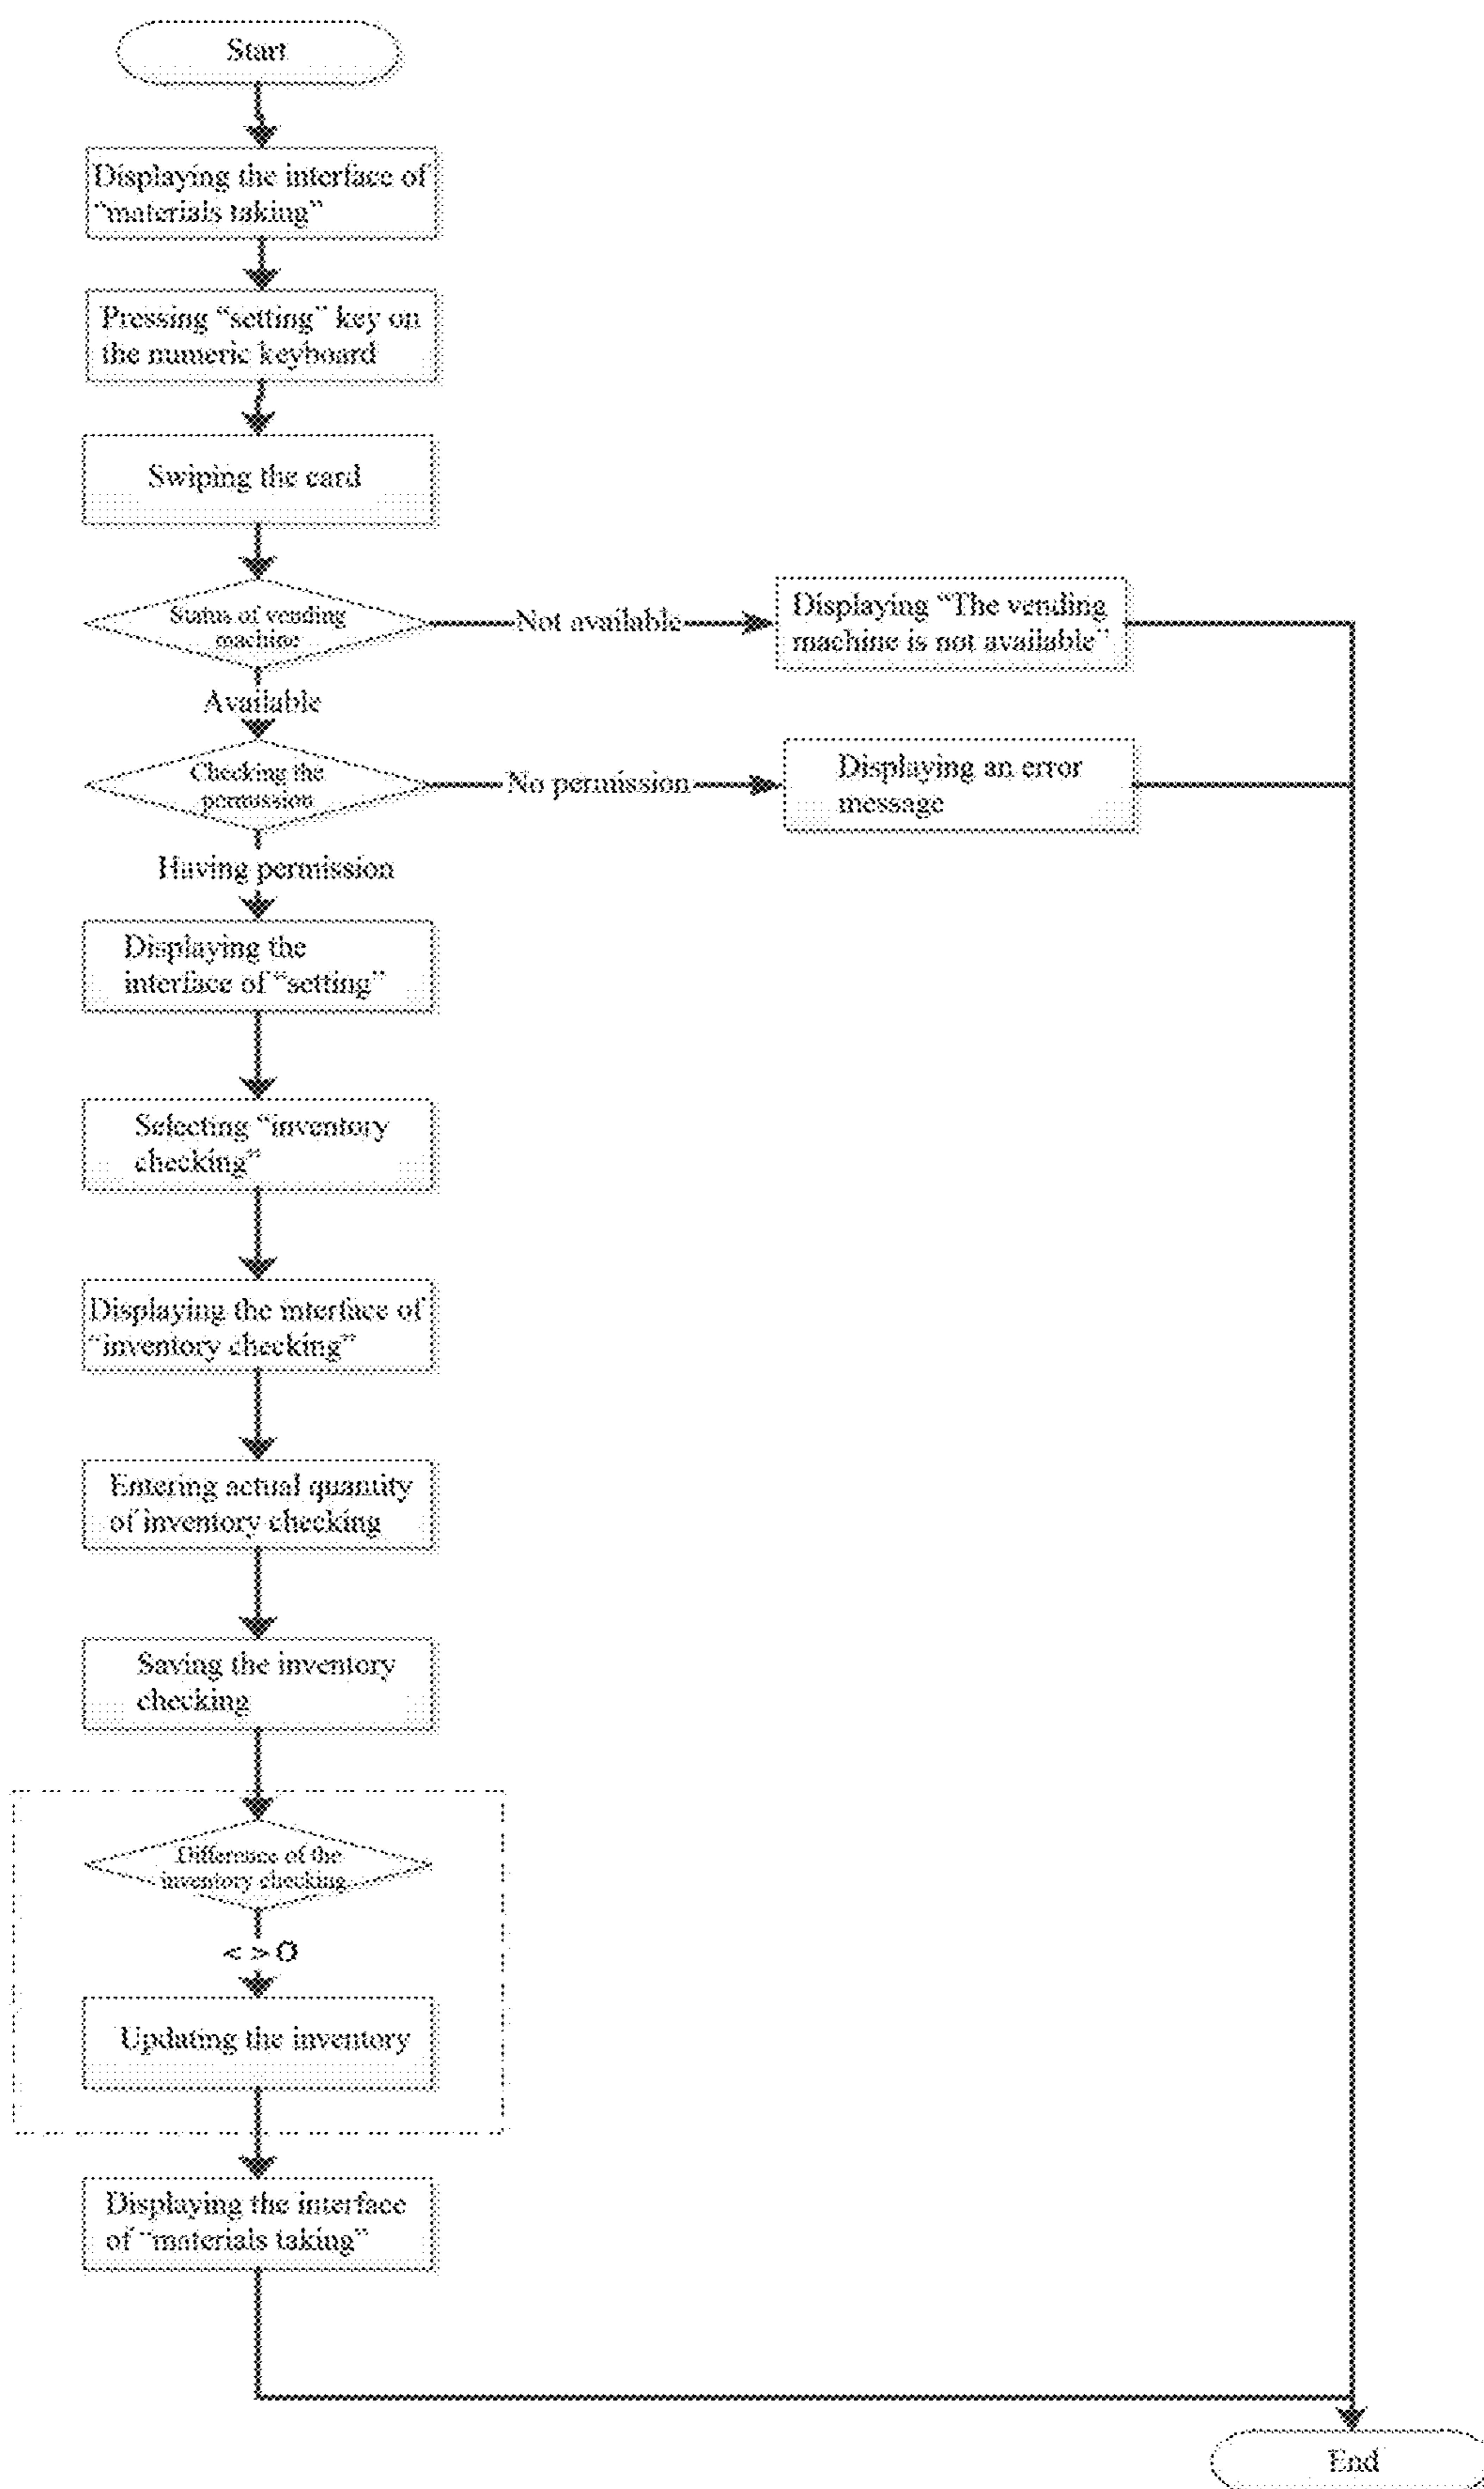 Start
Displaying the interface of
“materials taking”
Pressing “setting” key on
the numeric keyboard
Swiping the card
Status of vending
machine
Not available
Displaying “The vending
machine is not available”
Available
Checking the
permission
No permission
Displaying an error
message
Having permission
Displaying the
interface of “setting”
Selecting “inventory
checking”
Displaying the interface of
“inventory checking”
Entering actual quantity
of inventory checking
Saving the inventory
checking
Difference of the
inventory checking
< > O
Updating the inventory
Displaying the interface
of “materials taking”
End